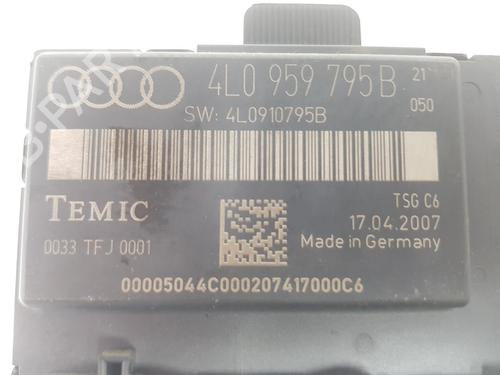 4L0 959 795 B 21
050
SW: 4L0910795B
TEMIC
TSG C6
17.04.2007
0033 TFJ 0001
Made in Germany
00005044C000207417000C6